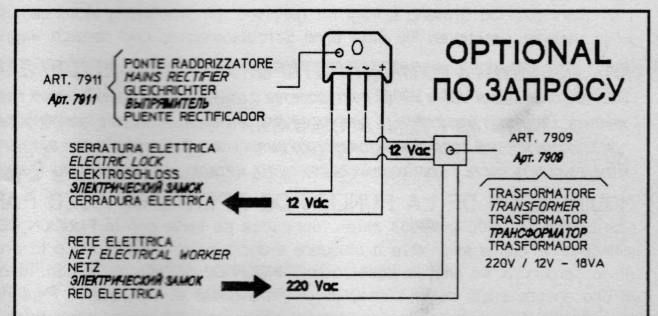 OPTIONAL
ПО ЗАПРОСУ
ART. 7911
Арт. 7911
PONTE RADDRIZZATORE
MAINS RECTIFIER
GLEICHRICHTER
ВЫПРЯМИТЕЛЬ
PUENTE RECTIFICADOR
- ~ ~ +
12 Vac
ART. 7909
Арт. 7909
TRASFORMATORE
TRANSFORMER
TRASFORMATOR
ТРАНСФОРМАТОР
TRASFORMADOR
220V / 12V - 18VA
SERRATURA ELETTRICA
ELECTRIC LOCK
ELEKTROSCHLOSS
ЭЛЕКТРИЧЕСКИЙ ЗАМОК
CERRADURA ELECTRICA
12 Vdc
RETE ELETTRICA
NET ELECTRICAL WORKER
NETZ
ЭЛЕКТРИЧЕСКИЙ ЗАМОК
RED ELECTRICA
220 Vac